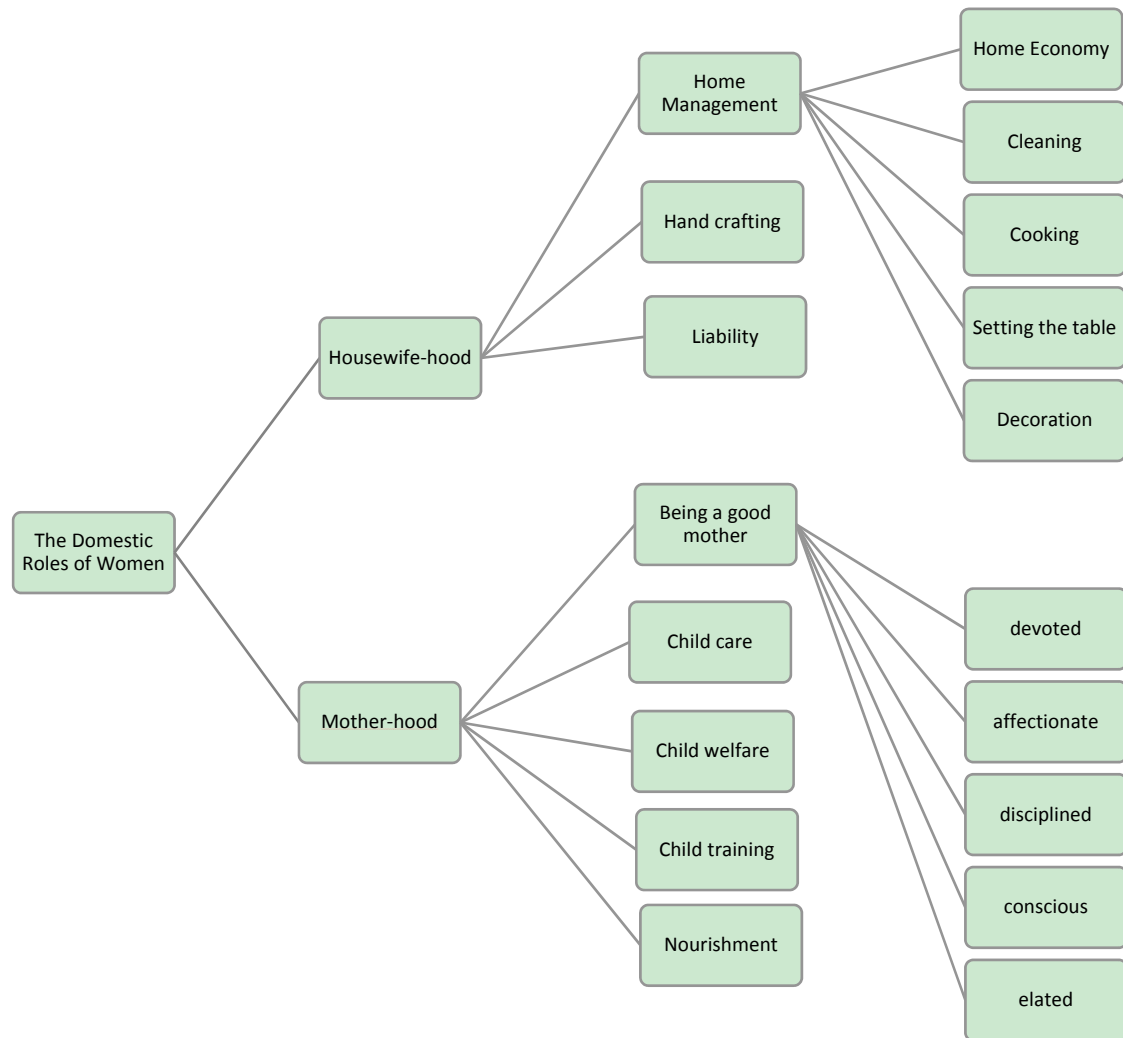 Home Economy
Home
Management
Cleaning
Hand crafting
Cooking
Setting the table
Liability
Housewife-hood
Decoration
Being a good
mother
The Domestic
Roles of Women
devoted
Child care
affectionate
Mother-hood
Child welfare
disciplined
Child training
conscious
Nourishment
elated